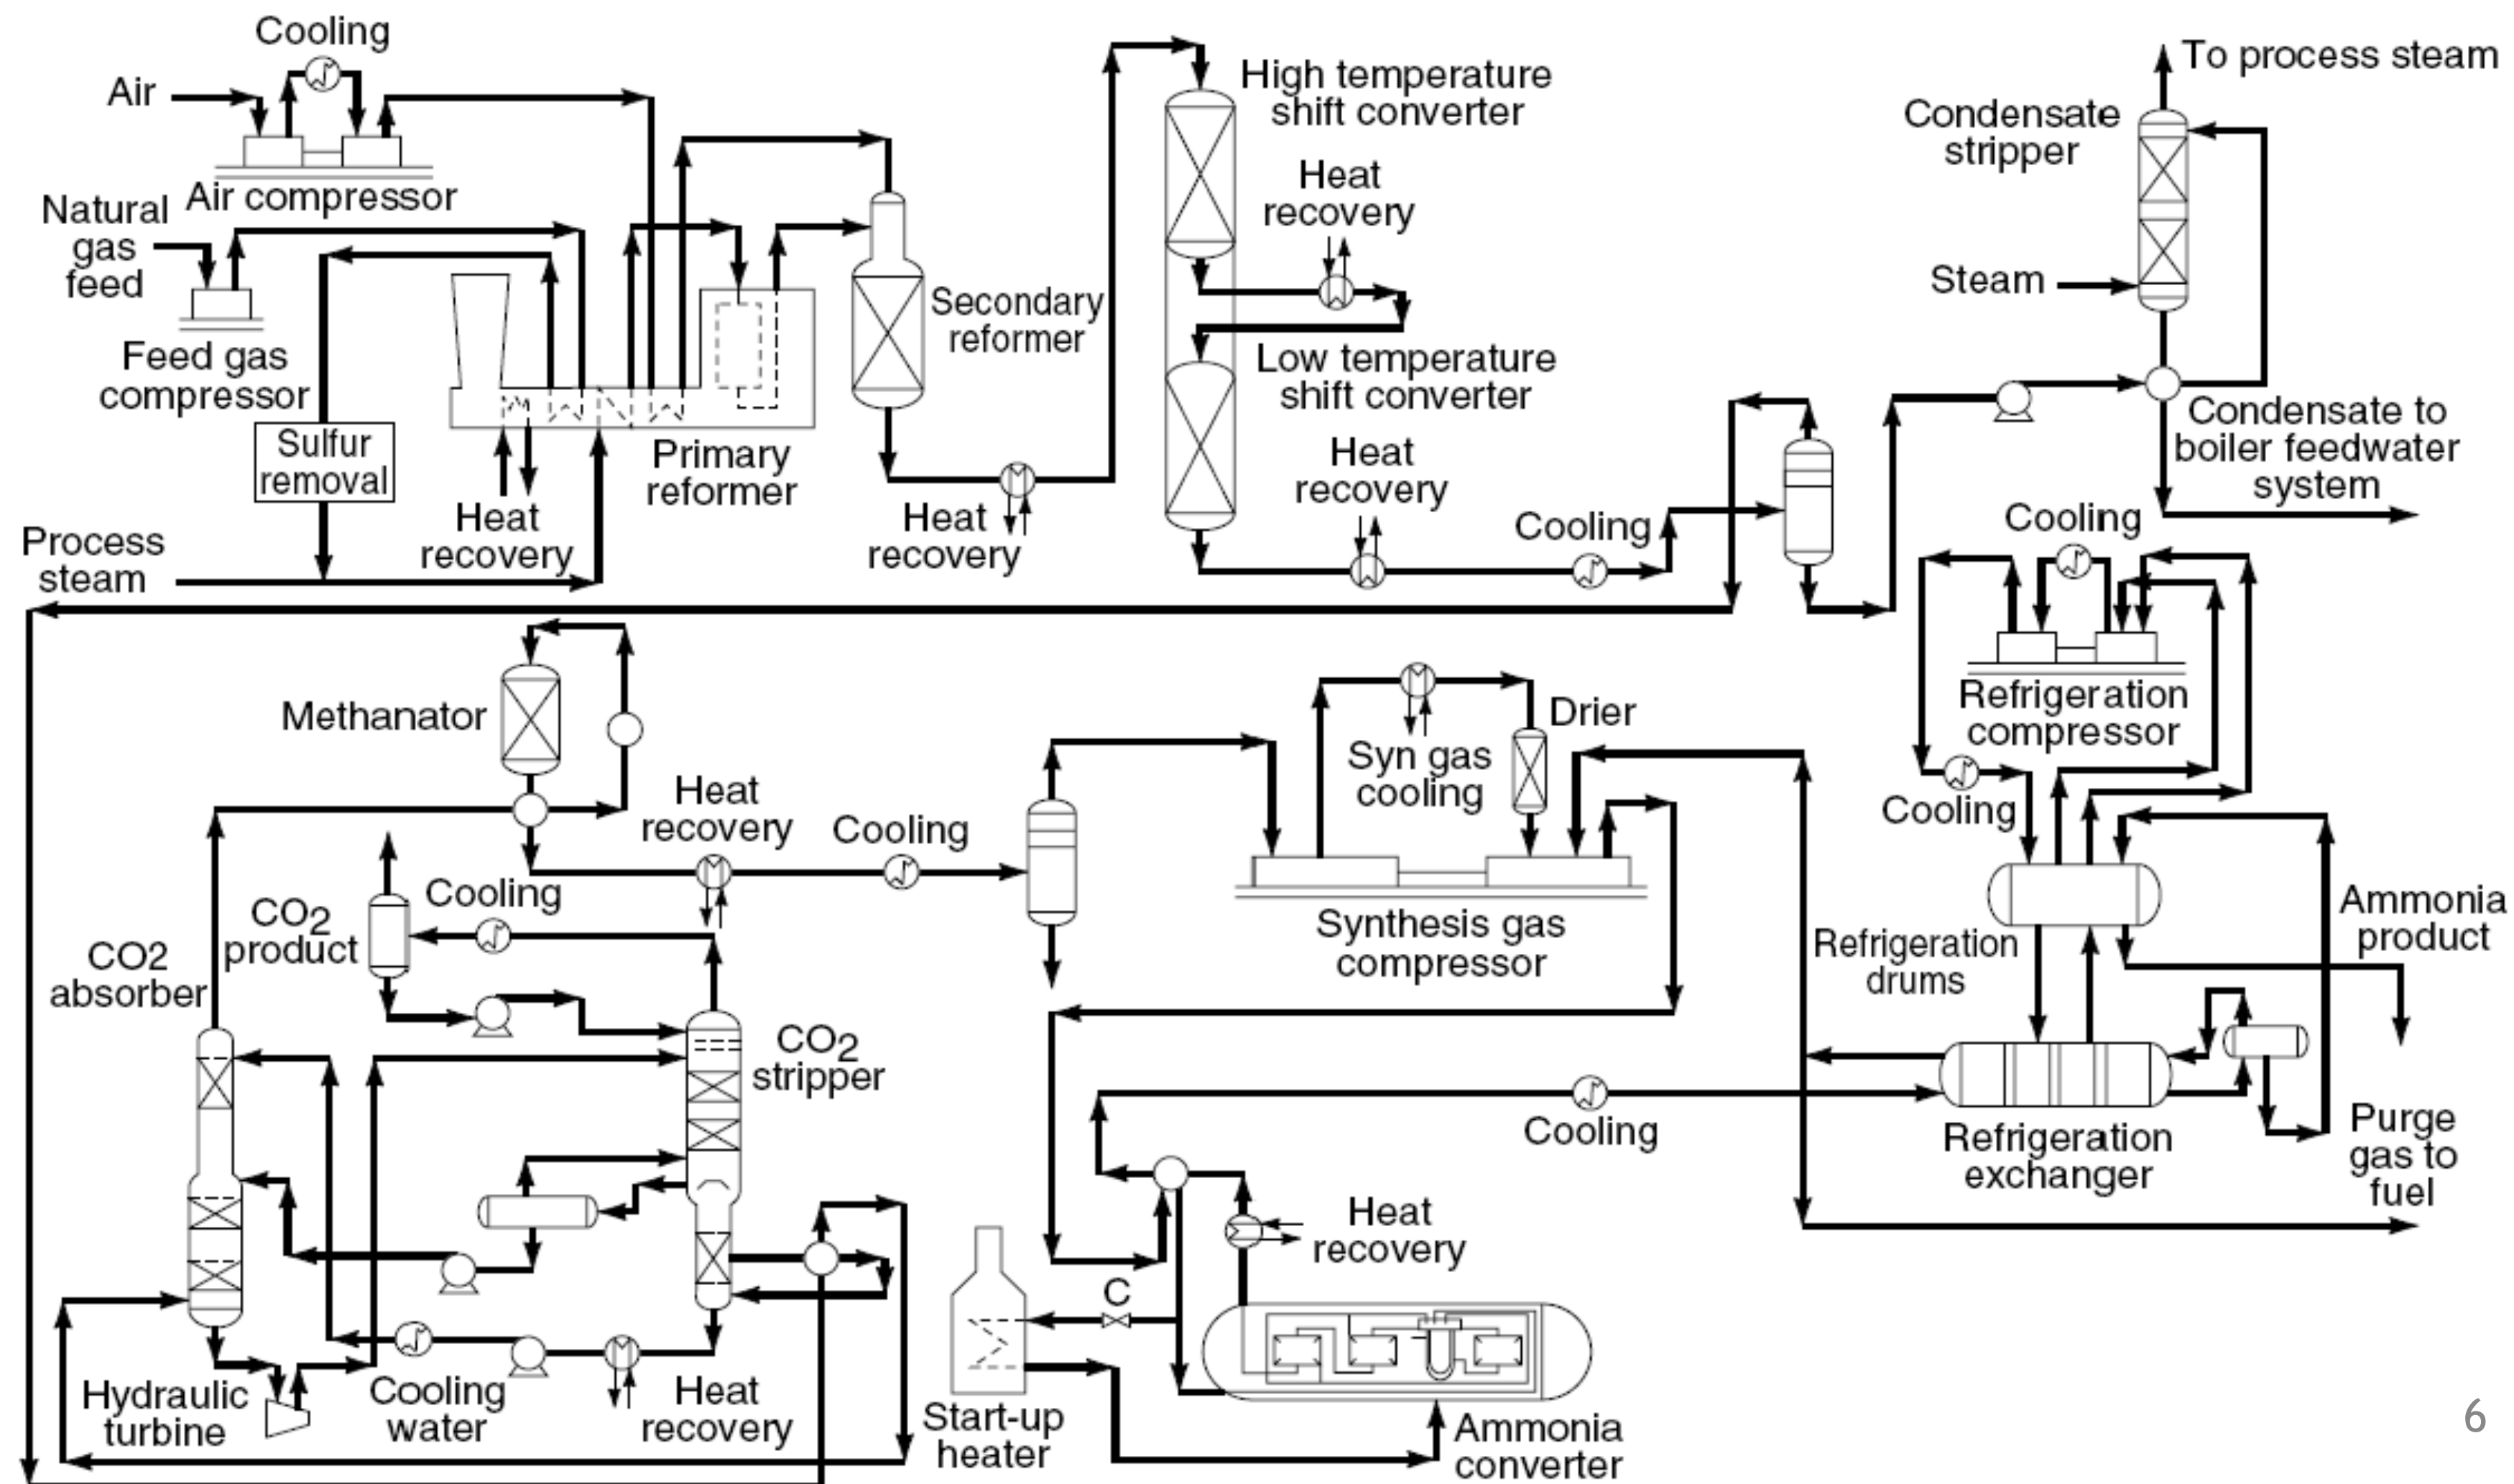 Cooling
Air
Air compressor
Natural
gas
feed
Feed gas
compressor
Sulfur
removal
Process
steam
Heat
recovery
Primary
reformer
Secondary
reformer
Heat
recovery
High temperature
shift converter
Heat
recovery
Low temperature
shift converter
Heat
recovery
Cooling
To process steam
Condensate
stripper
Steam
Condensate to
boiler feedwater
system
Cooling
Refrigeration
compressor
Cooling
Methanator
Heat
recovery
Cooling
CO2
product
Cooling
CO2
absorber
CO2
stripper
Hydraulic
turbine
Cooling
water
Heat
recovery
Syn gas
cooling
Drier
Synthesis gas
compressor
Refrigeration
drums
Ammonia
product
Cooling
Refrigeration
exchanger
Purge
gas to
fuel
Heat
recovery
C
Start-up
heater
Ammonia
converter
6